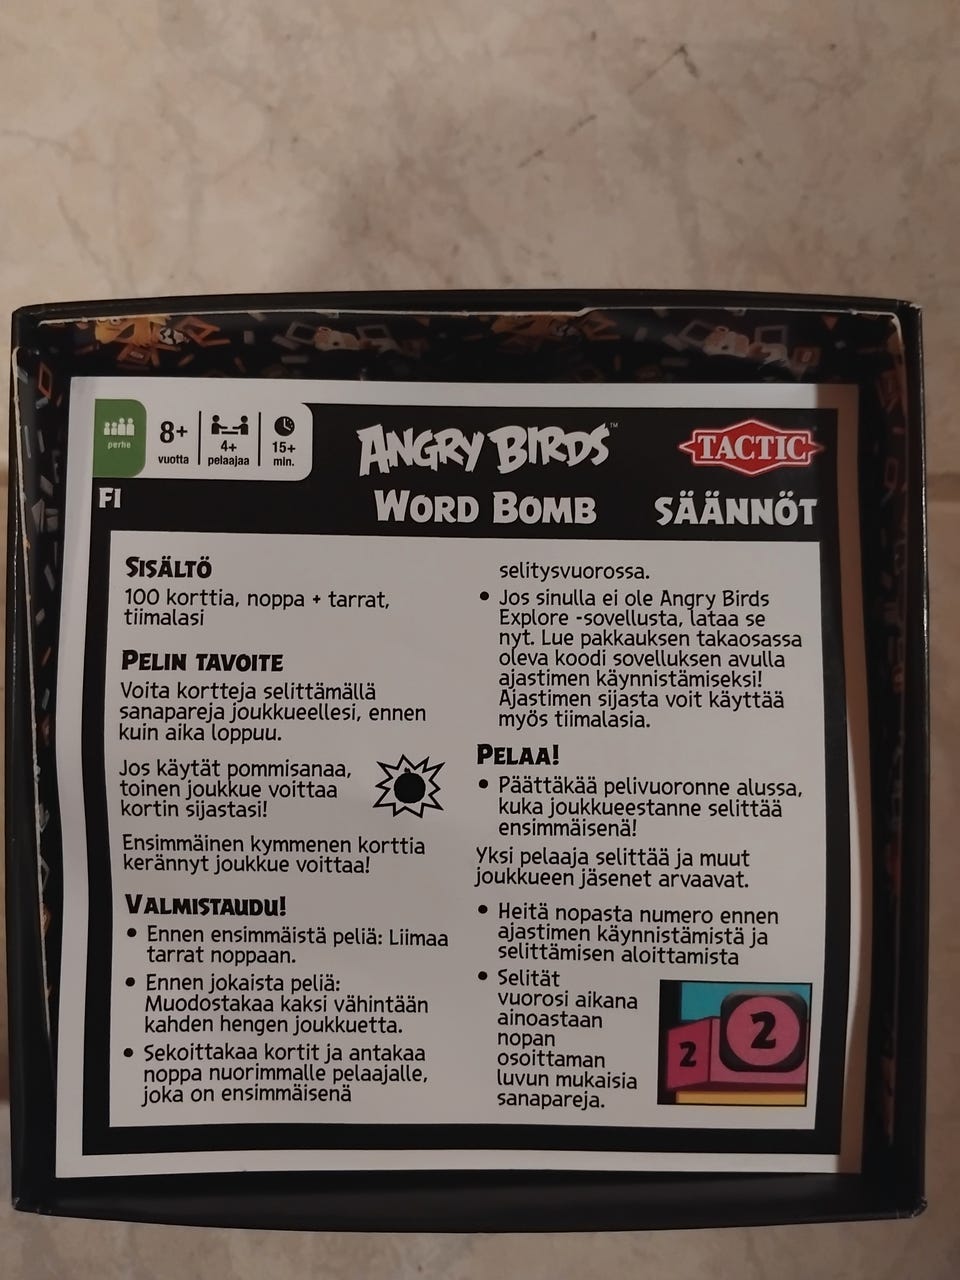 perhe
8+
vuotta
4+
pelaajaa
15+
min.
ANGRY BIRDS™
TACTIC®
FI
WORD BOMB
SÄÄNNÖT
SISÄLTÖ
100 korttia, noppa + tarrat,
tiimalasi
PELIN TAVOITE
Voita kortteja selittämällä
sanapareja joukkueellesi, ennen
kuin aika loppuu.
Jos käytät pommisanaa,
toinen joukkue voittaa
kortin sijastasi!
Ensimmäinen kymmenen korttia
kerännyt joukkue voittaa!
VALMISTAUDU!
• Ennen ensimmäistä peliä: Liimaa
tarrat noppaan.
• Ennen jokaista peliä:
Muodostakaa kaksi vähintään
kahden hengen joukkuetta.
• Sekoittakaa kortit ja antakaa
noppa nuorimmalle pelaajalle,
joka on ensimmäisenä
selitysvuorossa.
• Jos sinulla ei ole Angry Birds
Explore -sovellusta, lataa se
nyt. Lue pakkauksen takaosassa
oleva koodi sovelluksen avulla
ajastimen käynnistämiseksi!
Ajastimen sijasta voit käyttää
myös tiimalasia.
PELAA!
• Päättäkää pelivuoronne alussa,
kuka joukkueestanne selittää
ensimmäisenä!
Yksi pelaaja selittää ja muut
joukkueen jäsenet arvaavat.
• Heitä nopasta numero ennen
ajastimen käynnistämistä ja
selittämisen aloittamista
• Selität
vuorosi aikana
ainoastaan
nopan
osoittaman
luvun mukaisia
sanapareja.
2
2